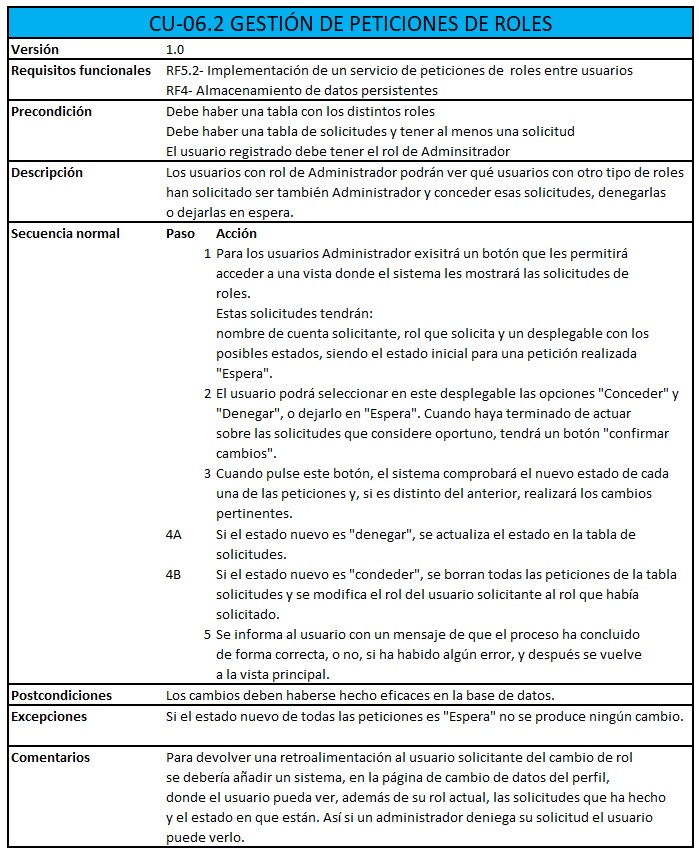 CU-06.2 GESTIÓN DE PETICIONES DE ROLES
Versión 1.0
Requisitos funcionales RF5.2- Implementación de un servicio de peticiones de roles entre usuarios
RF4- Almacenamiento de datos persistentes
Precondición Debe haber una tabla con los distintos roles
Debe haber una tabla de solicitudes y tener al menos una solicitud
El usuario registrado debe tener el rol de Adminsitrador
Descripción Los usuarios con rol de Administrador podrán ver qué usuarios con otro tipo de roles
han solicitado ser también Administrador y conceder esas solicitudes, denegarlas
o dejarlas en espera.
Secuencia normal Paso Acción
1 Para los usuarios Administrador exisitrá un botón que les permitirá
acceder a una vista donde el sistema les mostrará las solicitudes de
roles.
Estas solicitudes tendrán:
nombre de cuenta solicitante, rol que solicita y un desplegable con los
posibles estados, siendo el estado inicial para una petición realizada
"Espera".
2 El usuario podrá seleccionar en este desplegable las opciones "Conceder" y
"Denegar", o dejarlo en "Espera". Cuando haya terminado de actuar
sobre las solicitudes que considere oportuno, tendrá un botón "confirmar
cambios".
3 Cuando pulse este botón, el sistema comprobará el nuevo estado de cada
una de las peticiones y, si es distinto del anterior, realizará los cambios
pertinentes.
4A Si el estado nuevo es "denegar", se actualiza el estado en la tabla de
solicitudes.
4B Si el estado nuevo es "condeder", se borran todas las peticiones de la tabla
solicitudes y se modifica el rol del usuario solicitante al rol que había
solicitado.
5 Se informa al usuario con un mensaje de que el proceso ha concluido
de forma correcta, o no, si ha habido algún error, y después se vuelve
a la vista principal.
Postcondiciones Los cambios deben haberse hecho eficaces en la base de datos.
Excepciones Si el estado nuevo de todas las peticiones es "Espera" no se produce ningún cambio.
Comentarios Para devolver una retroalimentación al usuario solicitante del cambio de rol
se debería añadir un sistema, en la página de cambio de datos del perfil,
donde el usuario pueda ver, además de su rol actual, las solicitudes que ha hecho
y el estado en que están. Así si un administrador deniega su solicitud el usuario
puede verlo.